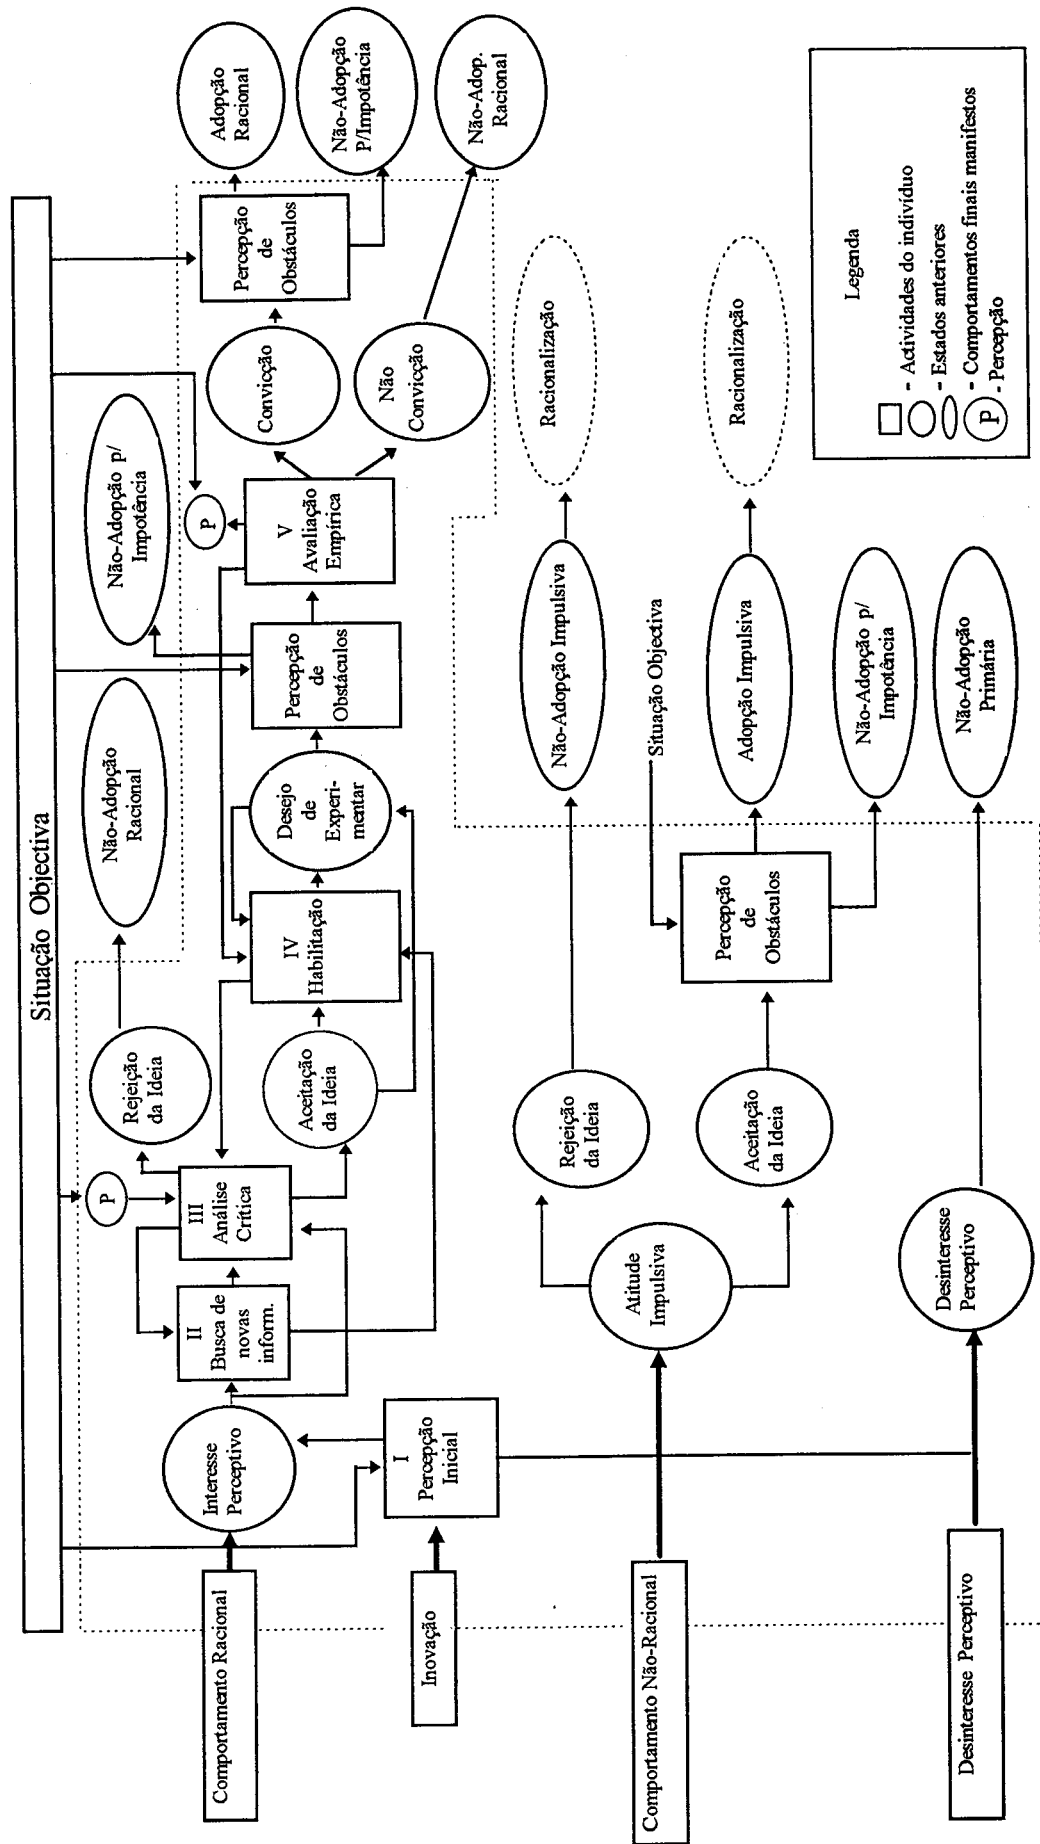 Situação Objectiva
Comportamento Racional
Interesse
Perceptivo
II
Busca de
novas
inform.
P
III
Análise
Crítica
Rejeição
da Ideia
Não-Adopção
Racional
Aceitação
da Ideia
IV
Habilitação
Desejo
de
Experi-
mentar
Percepção
de
Obstáculos
Não-Adopção p/
Impotência
P
V
Avaliação
Empírica
Convicção
Não
Convicção
Percepção
de
Obstáculos
Adopção
Racional
Não-Adopção
P/Impotência
Não-Adop.
Racional
Inovação
I
Percepção
Inicial
Comportamento Não-Racional
Atitude
Impulsiva
Rejeição
da Ideia
Não-Adopção Impulsiva
Racionalização
Aceitação
da Ideia
Situação Objectiva
Percepção
de
Obstáculos
Adopção Impulsiva
Racionalização
Não-Adopção p/
Impotência
Desinteresse Perceptivo
Desinteresse
Perceptivo
Não-Adopção
Primária
Legenda
- Actividades do indivíduo
- Estados anteriores
- Comportamentos finais manifestos
P - Percepção